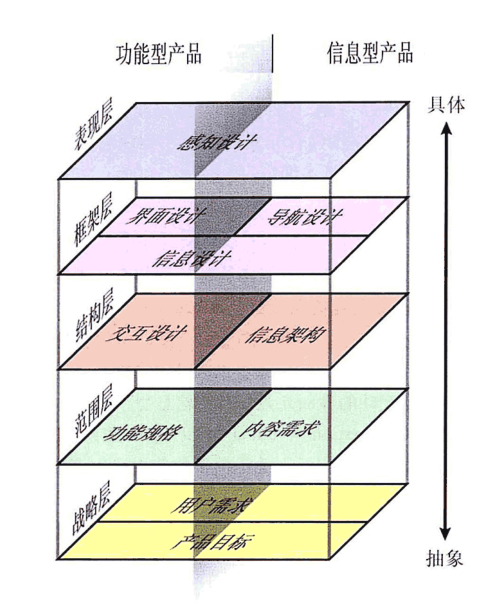 功能型产品
信息型产品
具体
表现层
感知设计
框架层
界面设计
导航设计
信息设计
结构层
交互设计
信息架构
范围层
功能规格
内容需求
战略层
用户需求
产品目标
抽象